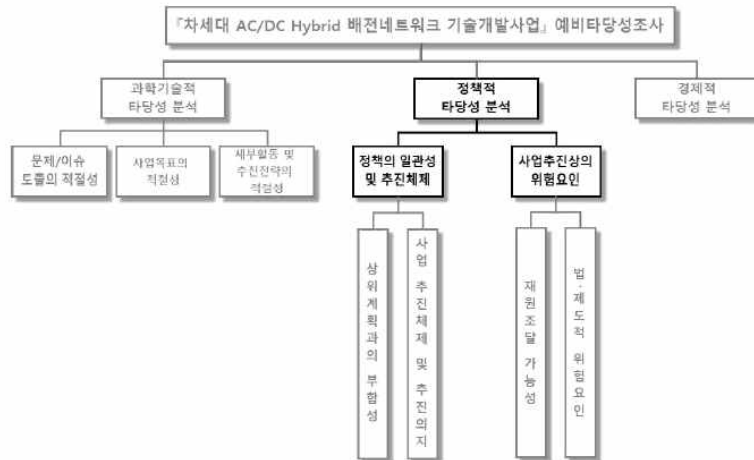 『차세대 AC/DC Hybrid 배전네트워크 기술개발사업』 예비타당성조사
과학기술적
타당성 분석
정책적
타당성 분석
경제적
타당성 분석
문제/이슈
도출의 적절성
사업목표의
적절성
세부활동 및
추진전략의
적절성
정책의 일관성
및 추진체제
사업추진상의
위험요인
상위계획과의 부합성
사업 추진체제 및 추진의지
재원조달 가능성
법·제도적 위험요인